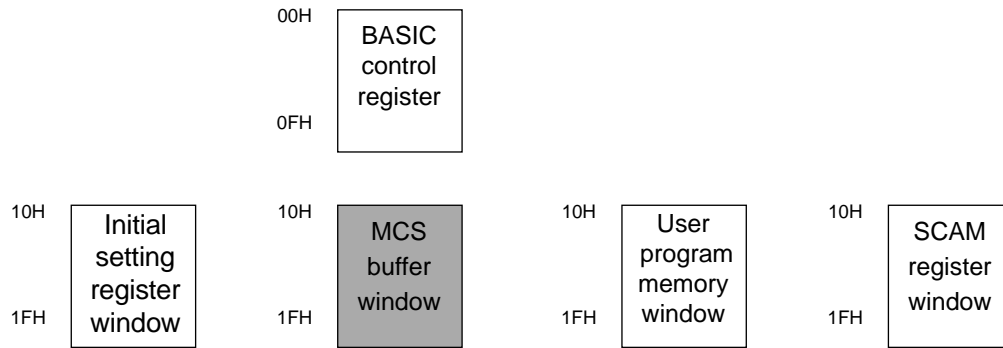 00H
BASIC
control
register
0FH
10H
Initial
setting
register
window
1FH
10H
MCS
buffer
window
1FH
10H
User
program
memory
window
1FH
10H
SCAM
register
window
1FH